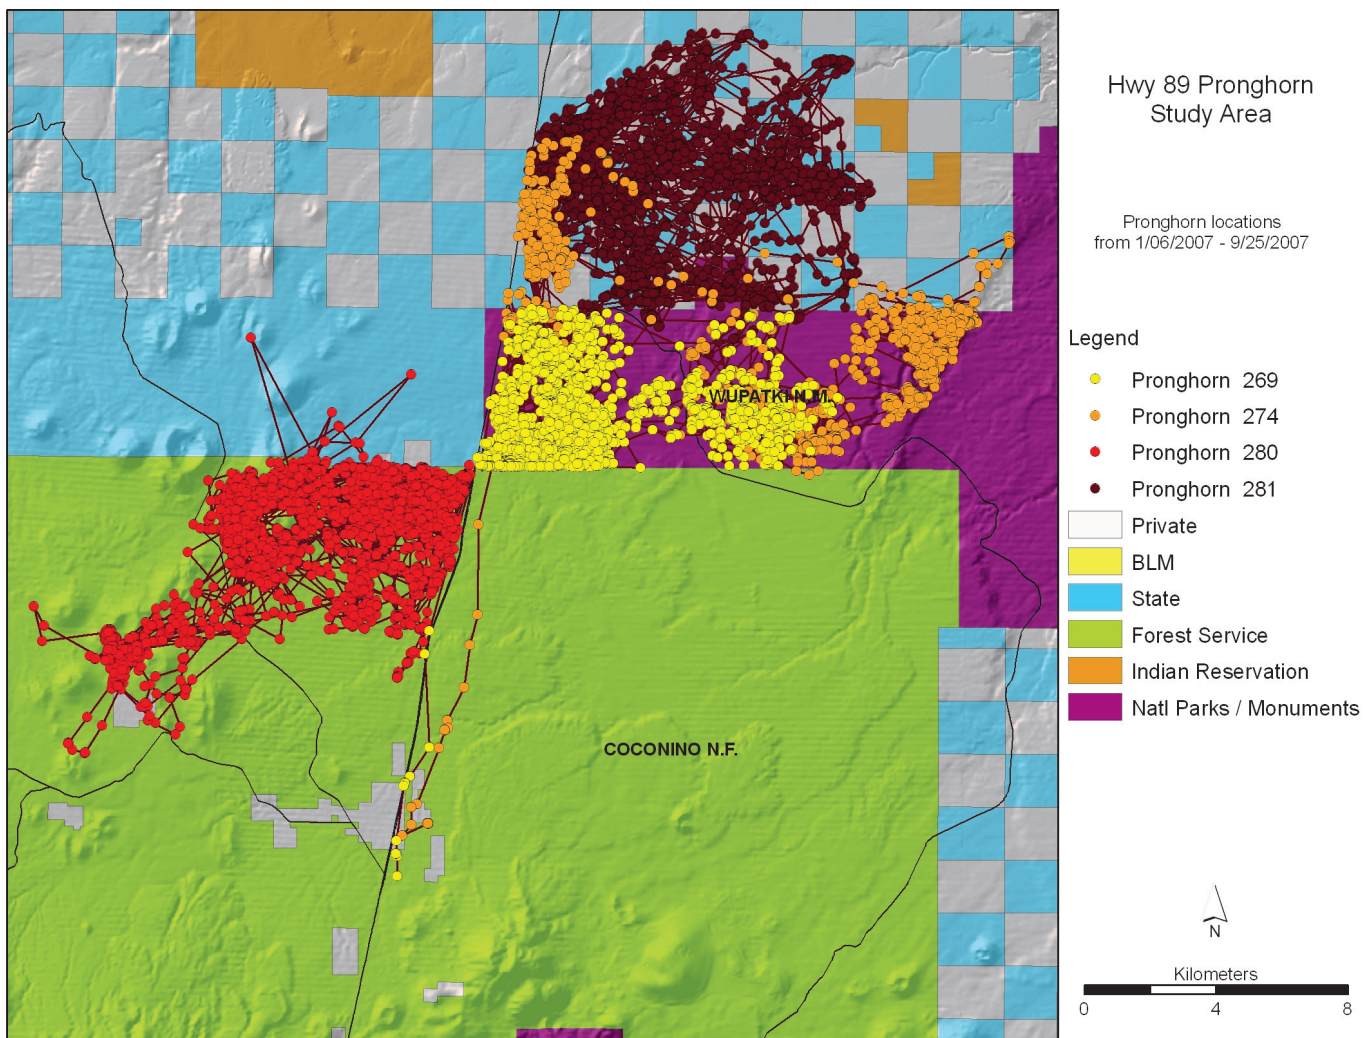 Hwy 89 Pronghorn
Study Area
Pronghorn locations
from 1/06/2007 - 9/25/2007
Legend
Pronghorn 269
Pronghorn 274
Pronghorn 280
Pronghorn 281
Private
BLM
State
Forest Service
Indian Reservation
Natl Parks / Monuments
WUPATKI N.M.
COCONINO N.F.
N
Kilometers
0 4 8